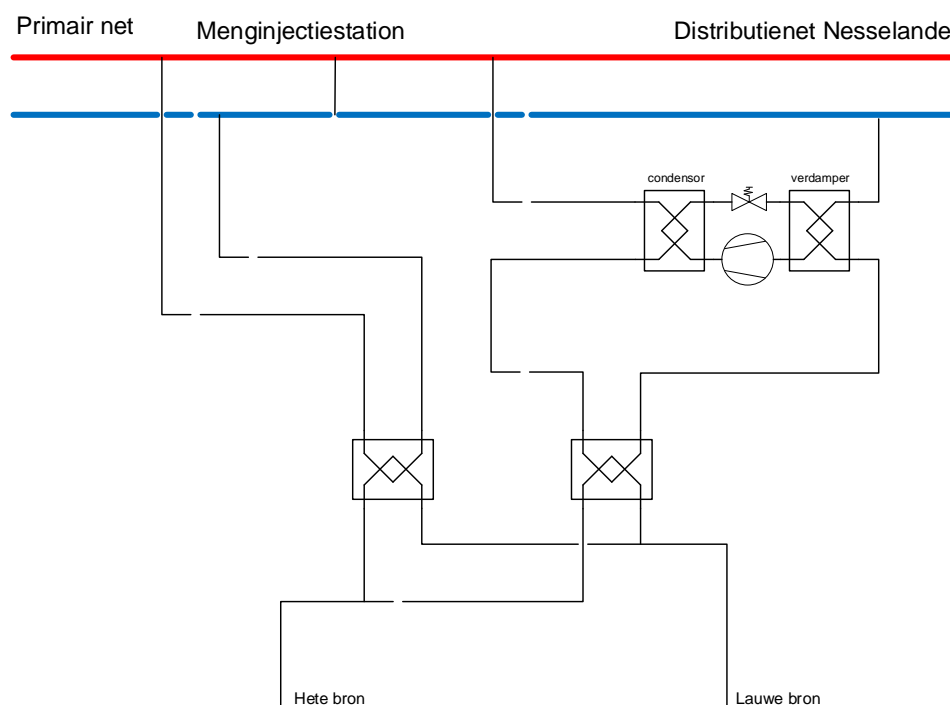 Primair net
Menginjectiestation
Distributienet Nesselande
condensor
verdamper
Hete bron
Lauwe bron